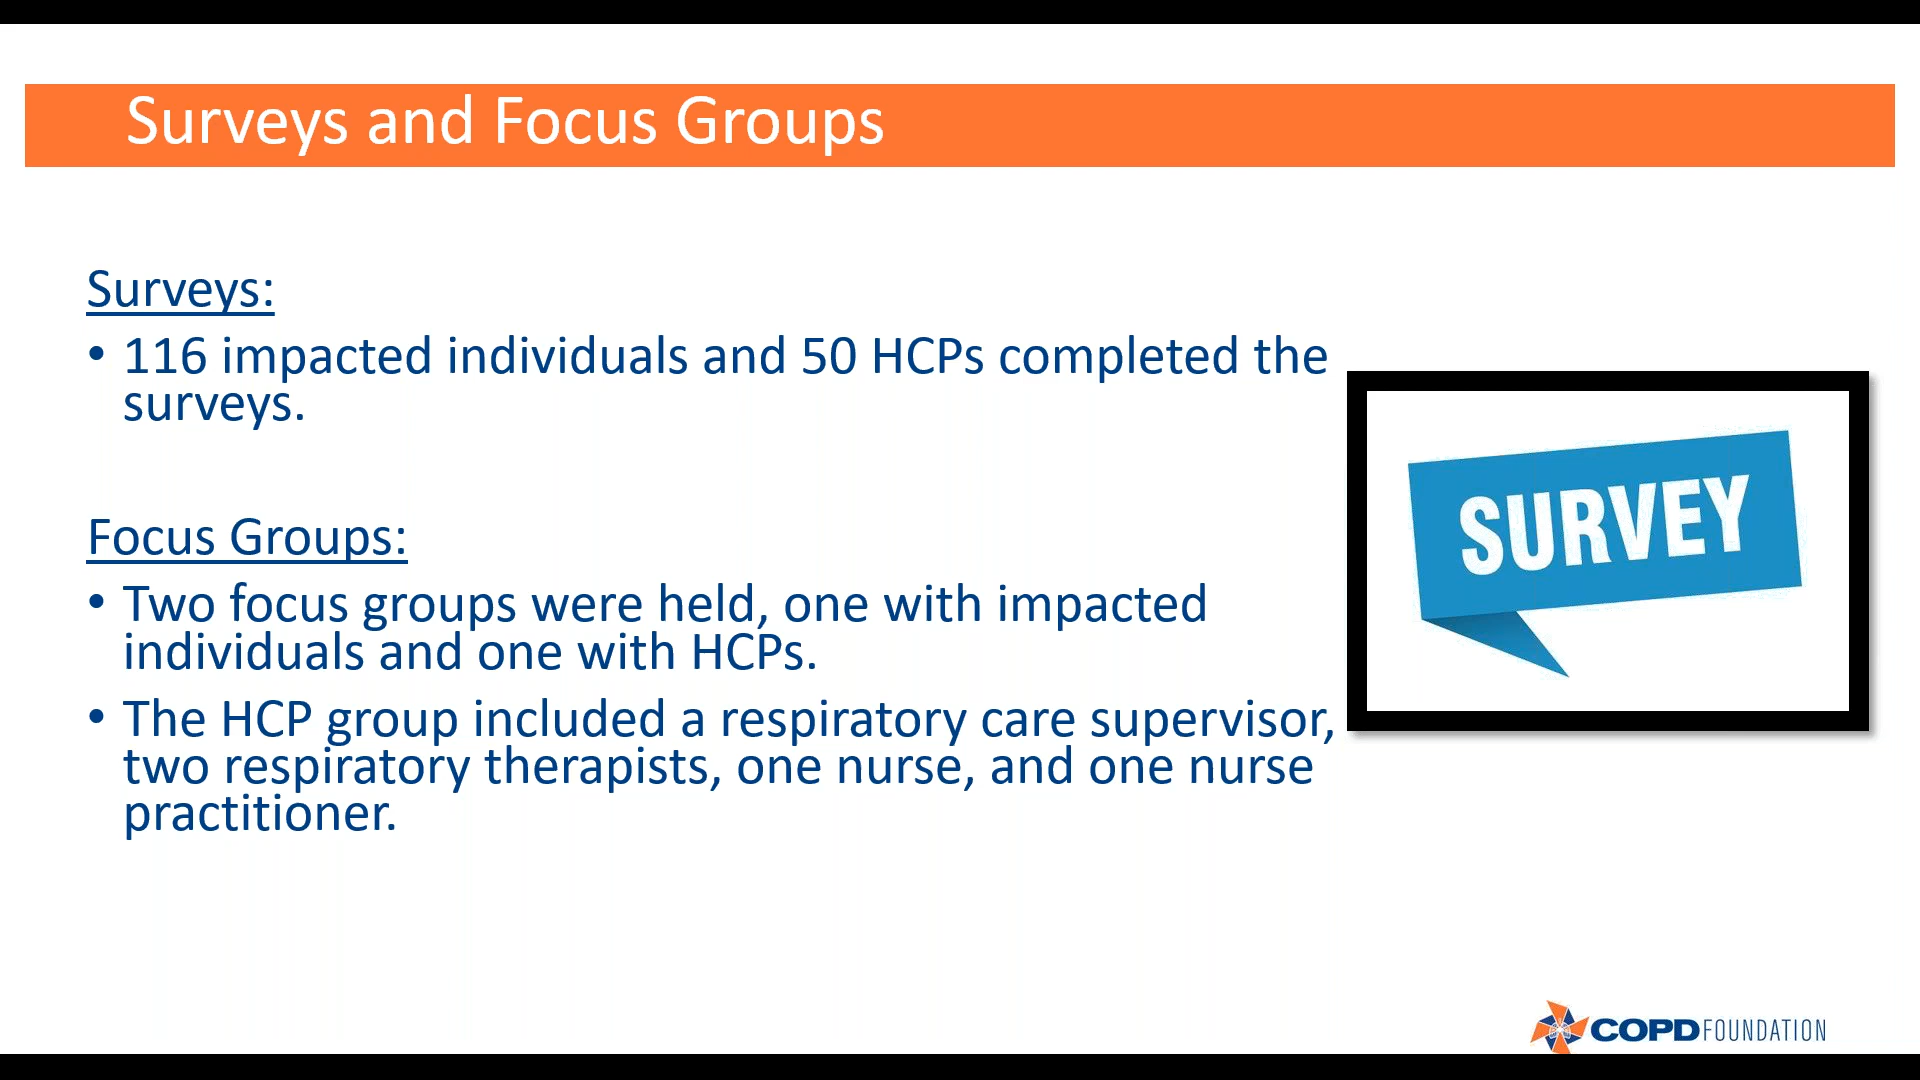 Surveys and Focus Groups
Surveys:
• 116 impacted individuals and 50 HCPs completed the
surveys.
SURVEY
Focus Groups:
• Two focus groups were held, one with impacted
individuals and one with HCPs.
• The HCP group included a respiratory care supervisor,
two respiratory therapists, one nurse, and one nurse
practitioner.
COPD FOUNDATION